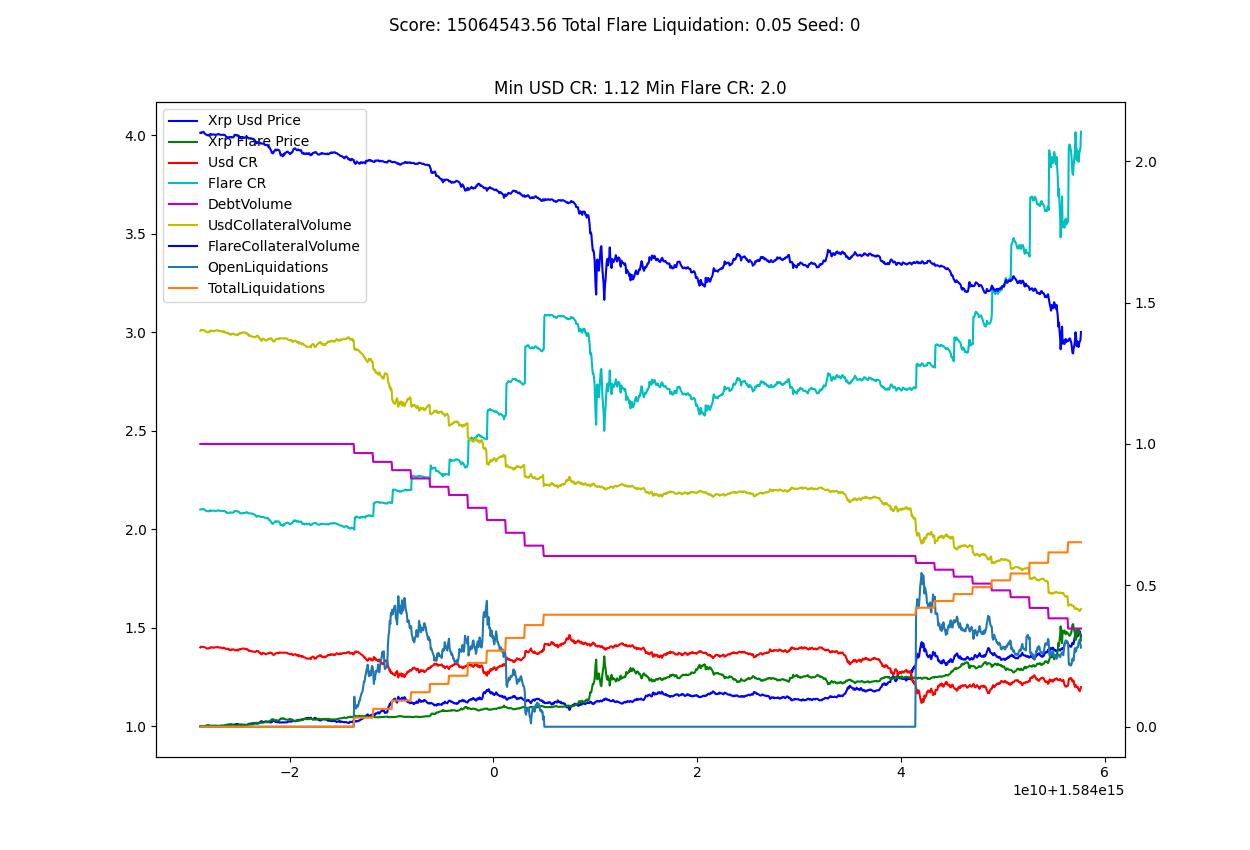 Score: 15064543.56 Total Flare Liquidation: 0.05 Seed: 0
Min USD CR: 1.12 Min Flare CR: 2.0
Xrp Usd Price
Xrp Flare Price
Usd CR
Flare CR
DebtVolume
UsdCollateralVolume
FlareCollateralVolume
OpenLiquidations
TotalLiquidations
4.0
3.5
3.0
2.5
2.0
1.5
1.0
2.0
1.5
1.0
0.5
0.0
−2 0 2 4 6
1e10+1.584e15